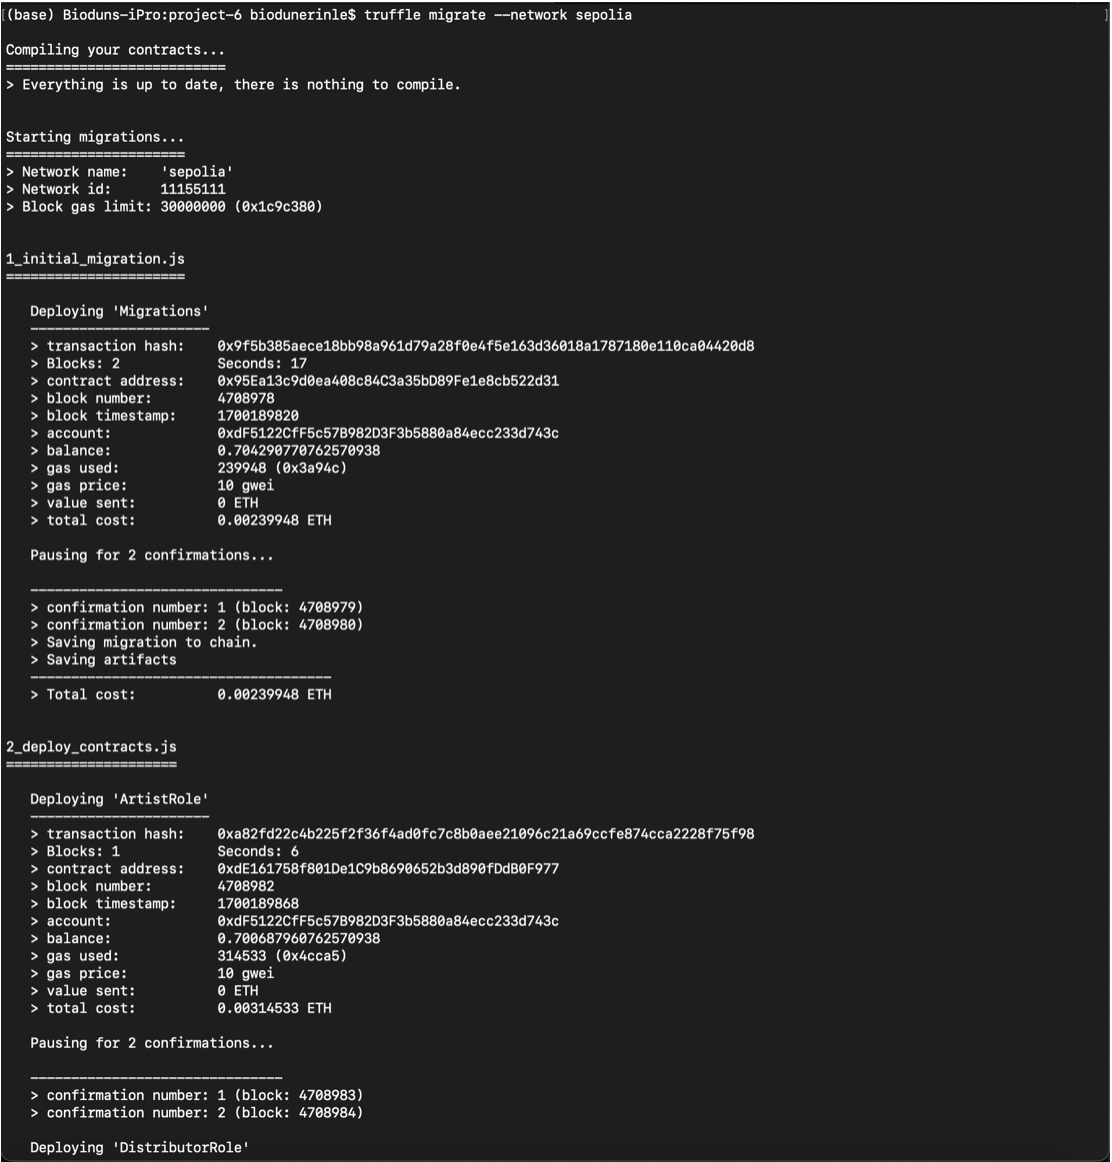 [(base) Bioduns-iPro:project-6 biodunerinle$ truffle migrate --network sepolia ]
Compiling your contracts...
===========================
> Everything is up to date, there is nothing to compile.
Starting migrations...
======================
> Network name:    'sepolia'
> Network id:      11155111
> Block gas limit: 30000000 (0x1c9c380)
1_initial_migration.js
======================
Deploying 'Migrations'
----------------------
> transaction hash:    0x9f5b385aece18bb98a961d79a28f0e4f5e163d36018a1787180e110ca04420d8
> Blocks: 2            Seconds: 17
> contract address:    0x95Ea13c9d0ea408c84C3a35bD89Fe1e8cb522d31
> block number:        4708978
> block timestamp:     1700189820
> account:             0xdF5122CfF5c57B982D3F3b5880a84ecc233d743c
> balance:             0.704290770762570938
> gas used:            239948 (0x3a94c)
> gas price:           10 gwei
> value sent:          0 ETH
> total cost:          0.00239948 ETH
Pausing for 2 confirmations...
-------------------------------
> confirmation number: 1 (block: 4708979)
> confirmation number: 2 (block: 4708980)
> Saving migration to chain.
> Saving artifacts
-------------------------------------
> Total cost:          0.00239948 ETH
2_deploy_contracts.js
=====================
Deploying 'ArtistRole'
----------------------
> transaction hash:    0xa82fd22c4b225f2f36f4ad0fc7c8b0aee21096c21a69ccfe874cca2228f75f98
> Blocks: 1            Seconds: 6
> contract address:    0xdE161758f801De1C9b8690652b3d890fDdB0F977
> block number:        4708982
> block timestamp:     1700189868
> account:             0xdF5122CfF5c57B982D3F3b5880a84ecc233d743c
> balance:             0.700687960762570938
> gas used:            314533 (0x4cca5)
> gas price:           10 gwei
> value sent:          0 ETH
> total cost:          0.00314533 ETH
Pausing for 2 confirmations...
-------------------------------
> confirmation number: 1 (block: 4708983)
> confirmation number: 2 (block: 4708984)
Deploying 'DistributorRole'